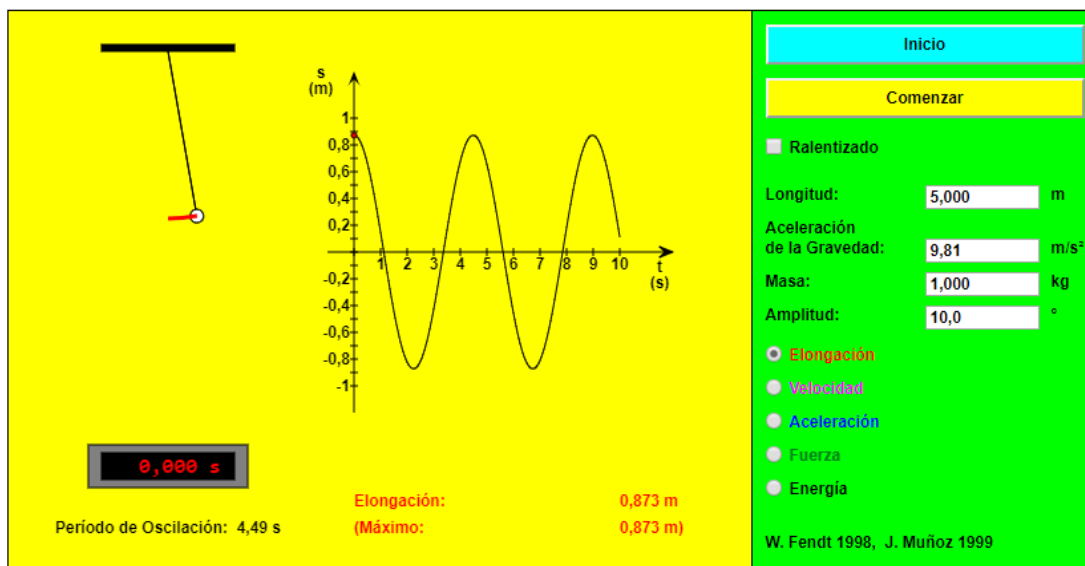 s
(m)
1
0,8
0,6
0,4
0,2
-0,2
-0,4
-0,6
-0,8
-1
1 2 3 4 5 6 7 8 9 10
t
(s)
0,000 s
Período de Oscilación: 4,49 s
Elongación: 0,873 m
(Máximo: 0,873 m)
Inicio
Comenzar
Ralentizado
Longitud: 5,000 m
Aceleración
de la Gravedad: 9,81 m/s²
Masa: 1,000 kg
Amplitud: 10,0 °
Elongación
Velocidad
Aceleración
Fuerza
Energía
W. Fendt 1998, J. Muñoz 1999